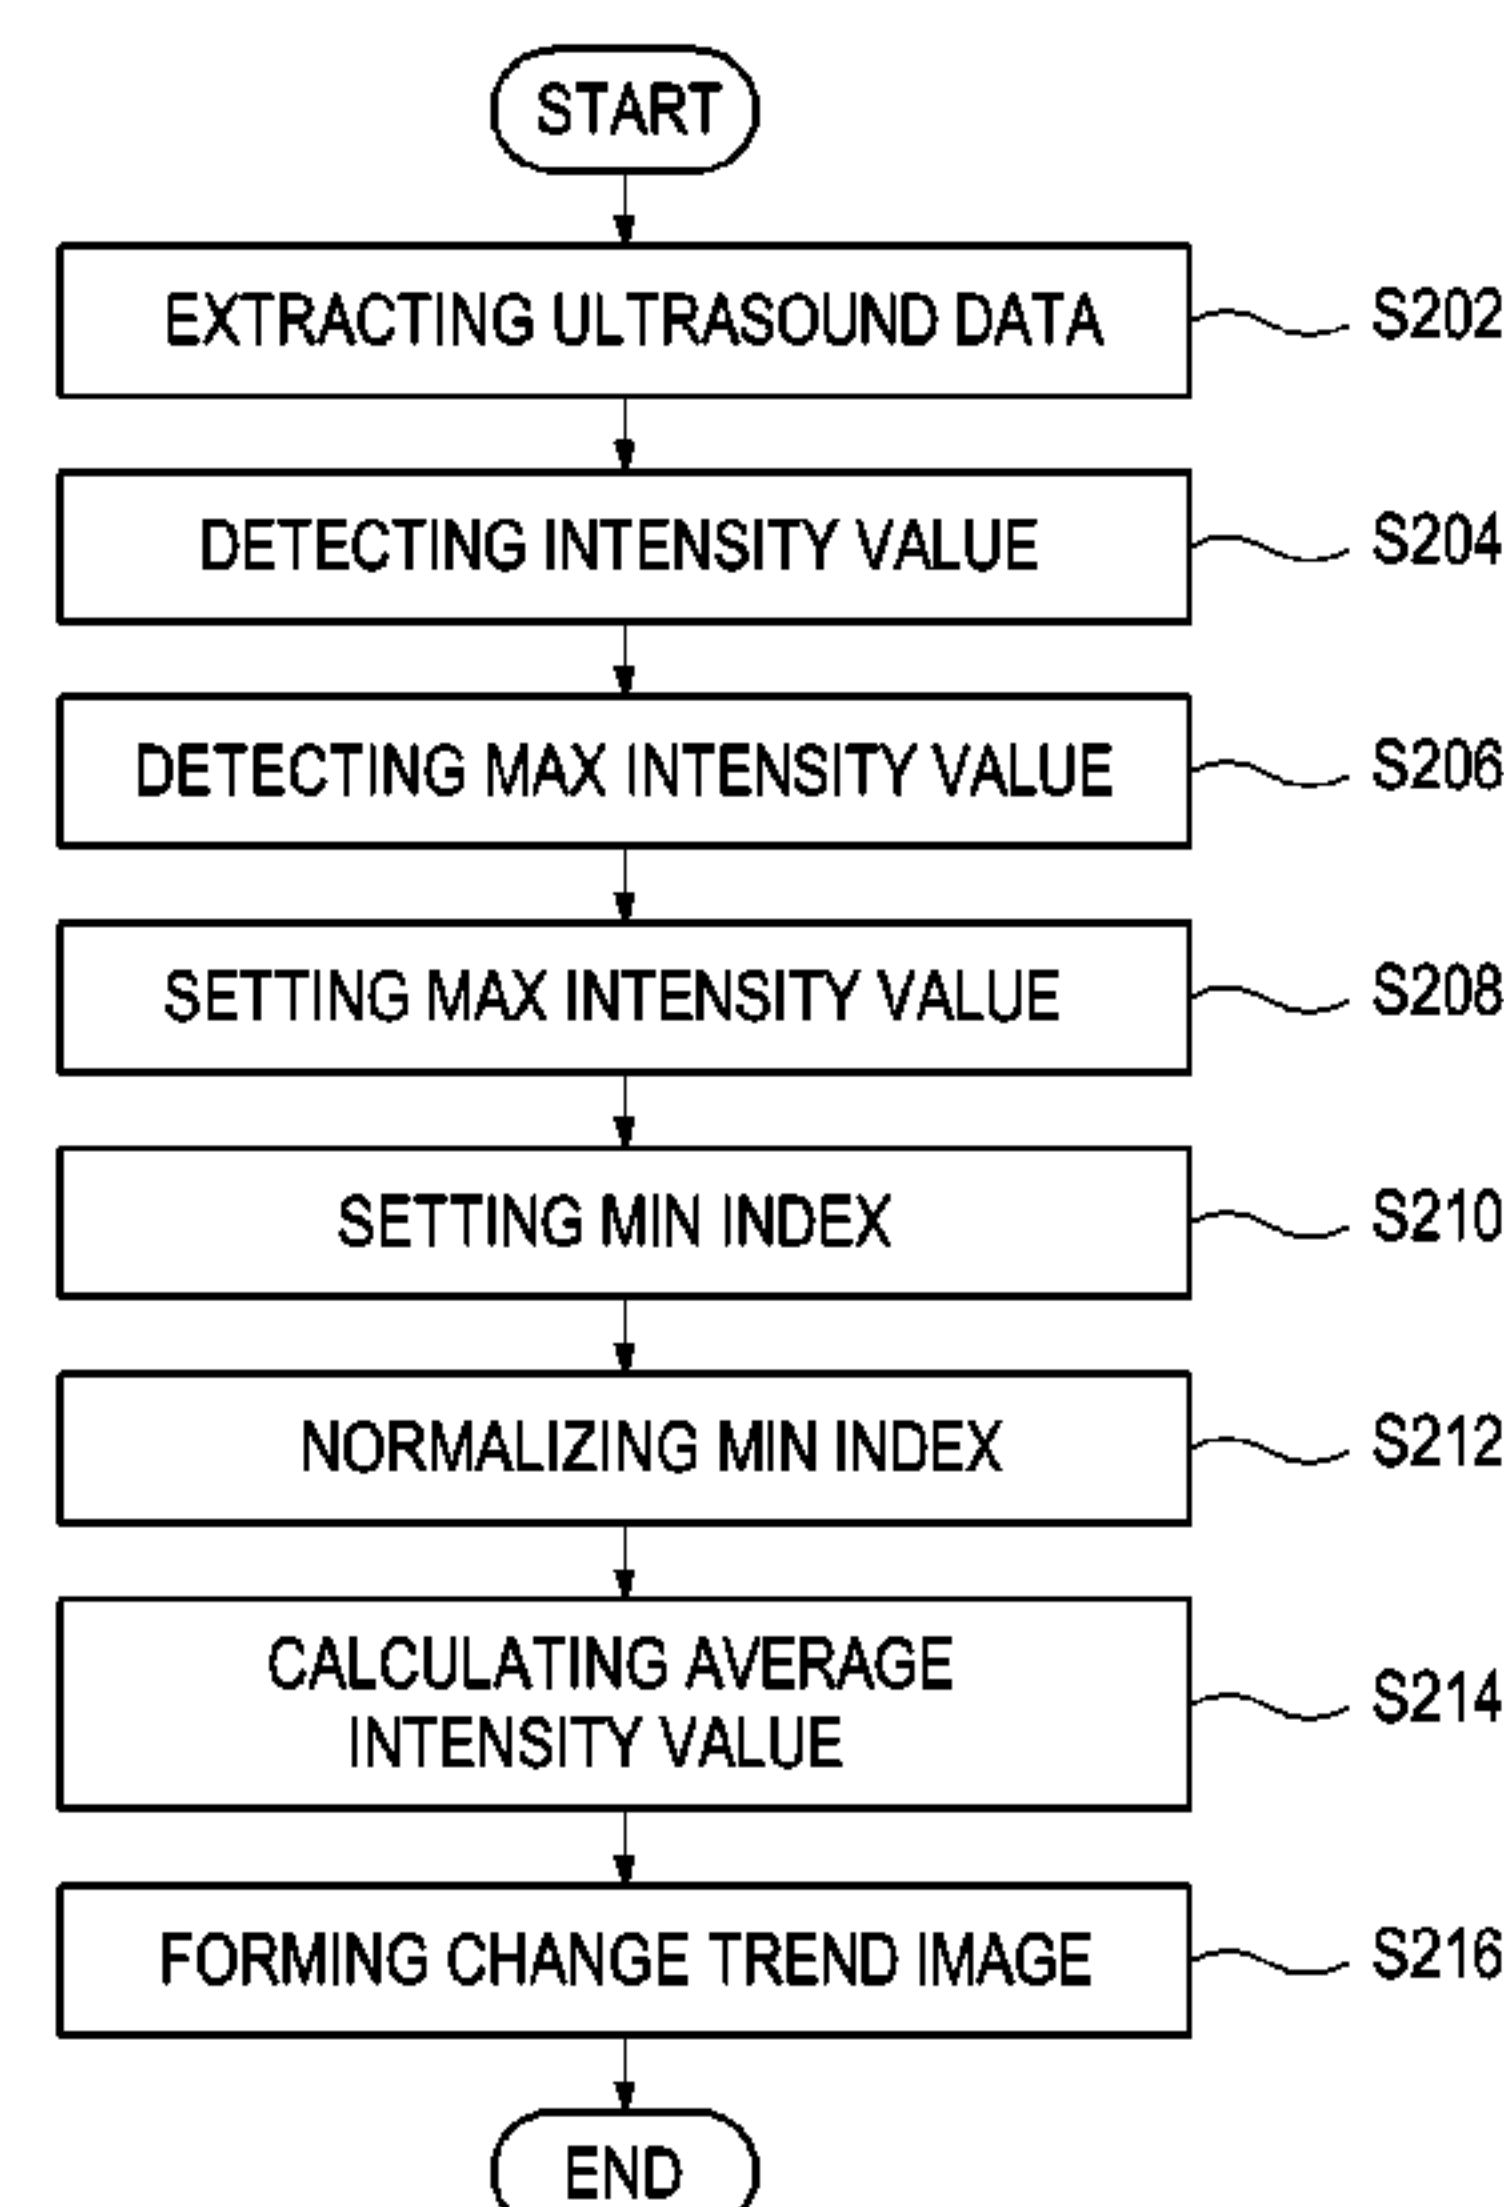 START
EXTRACTING ULTRASOUND DATA
S202
DETECTING INTENSITY VALUE
S204
DETECTING MAX INTENSITY VALUE
S206
SETTING MAX INTENSITY VALUE
S208
SETTING MIN INDEX
S210
NORMALIZING MIN INDEX
S212
CALCULATING AVERAGE
INTENSITY VALUE
S214
FORMING CHANGE TREND IMAGE
S216
END